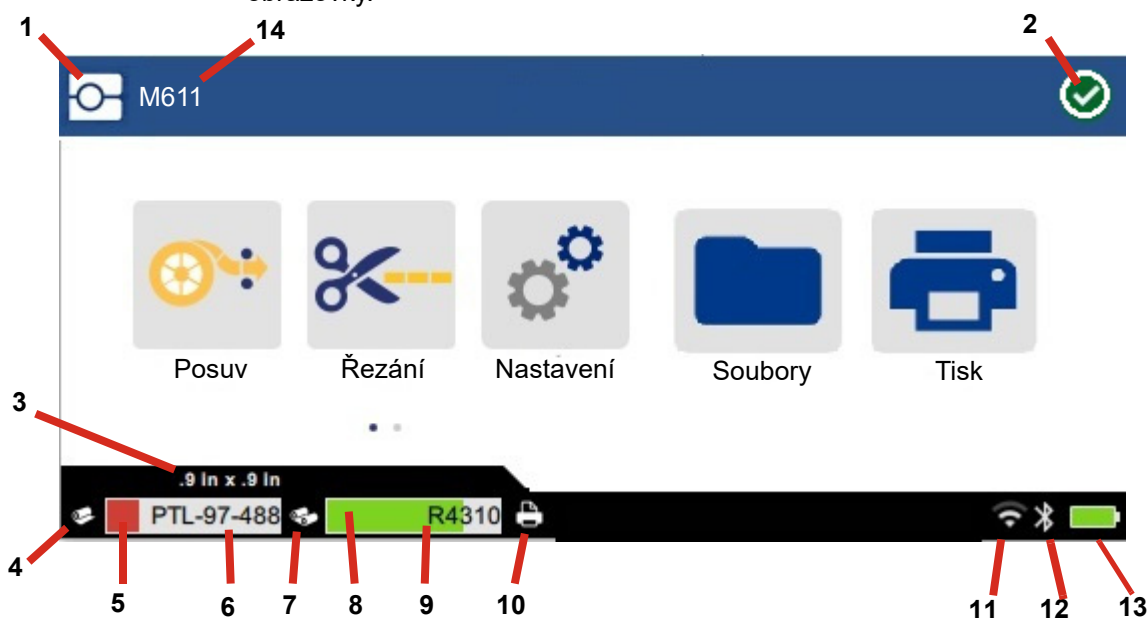 obrazovky.
1
14
2
M611
Posuv
Řezání
Nastavení
Soubory
Tisk
3
.9 in x .9 in
PTL-97-488
R4310
4
5
6
7
8
9
10
11
12
13